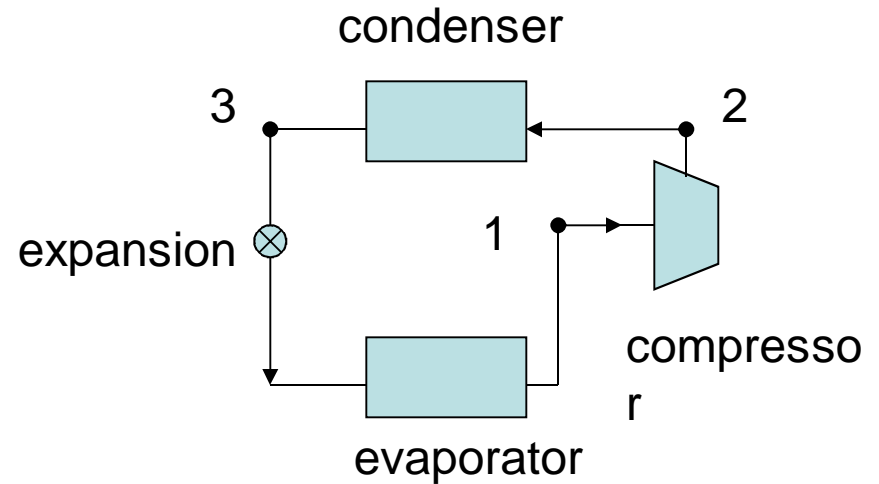 condenser
3
2
1
expansion
compresso
r
evaporator